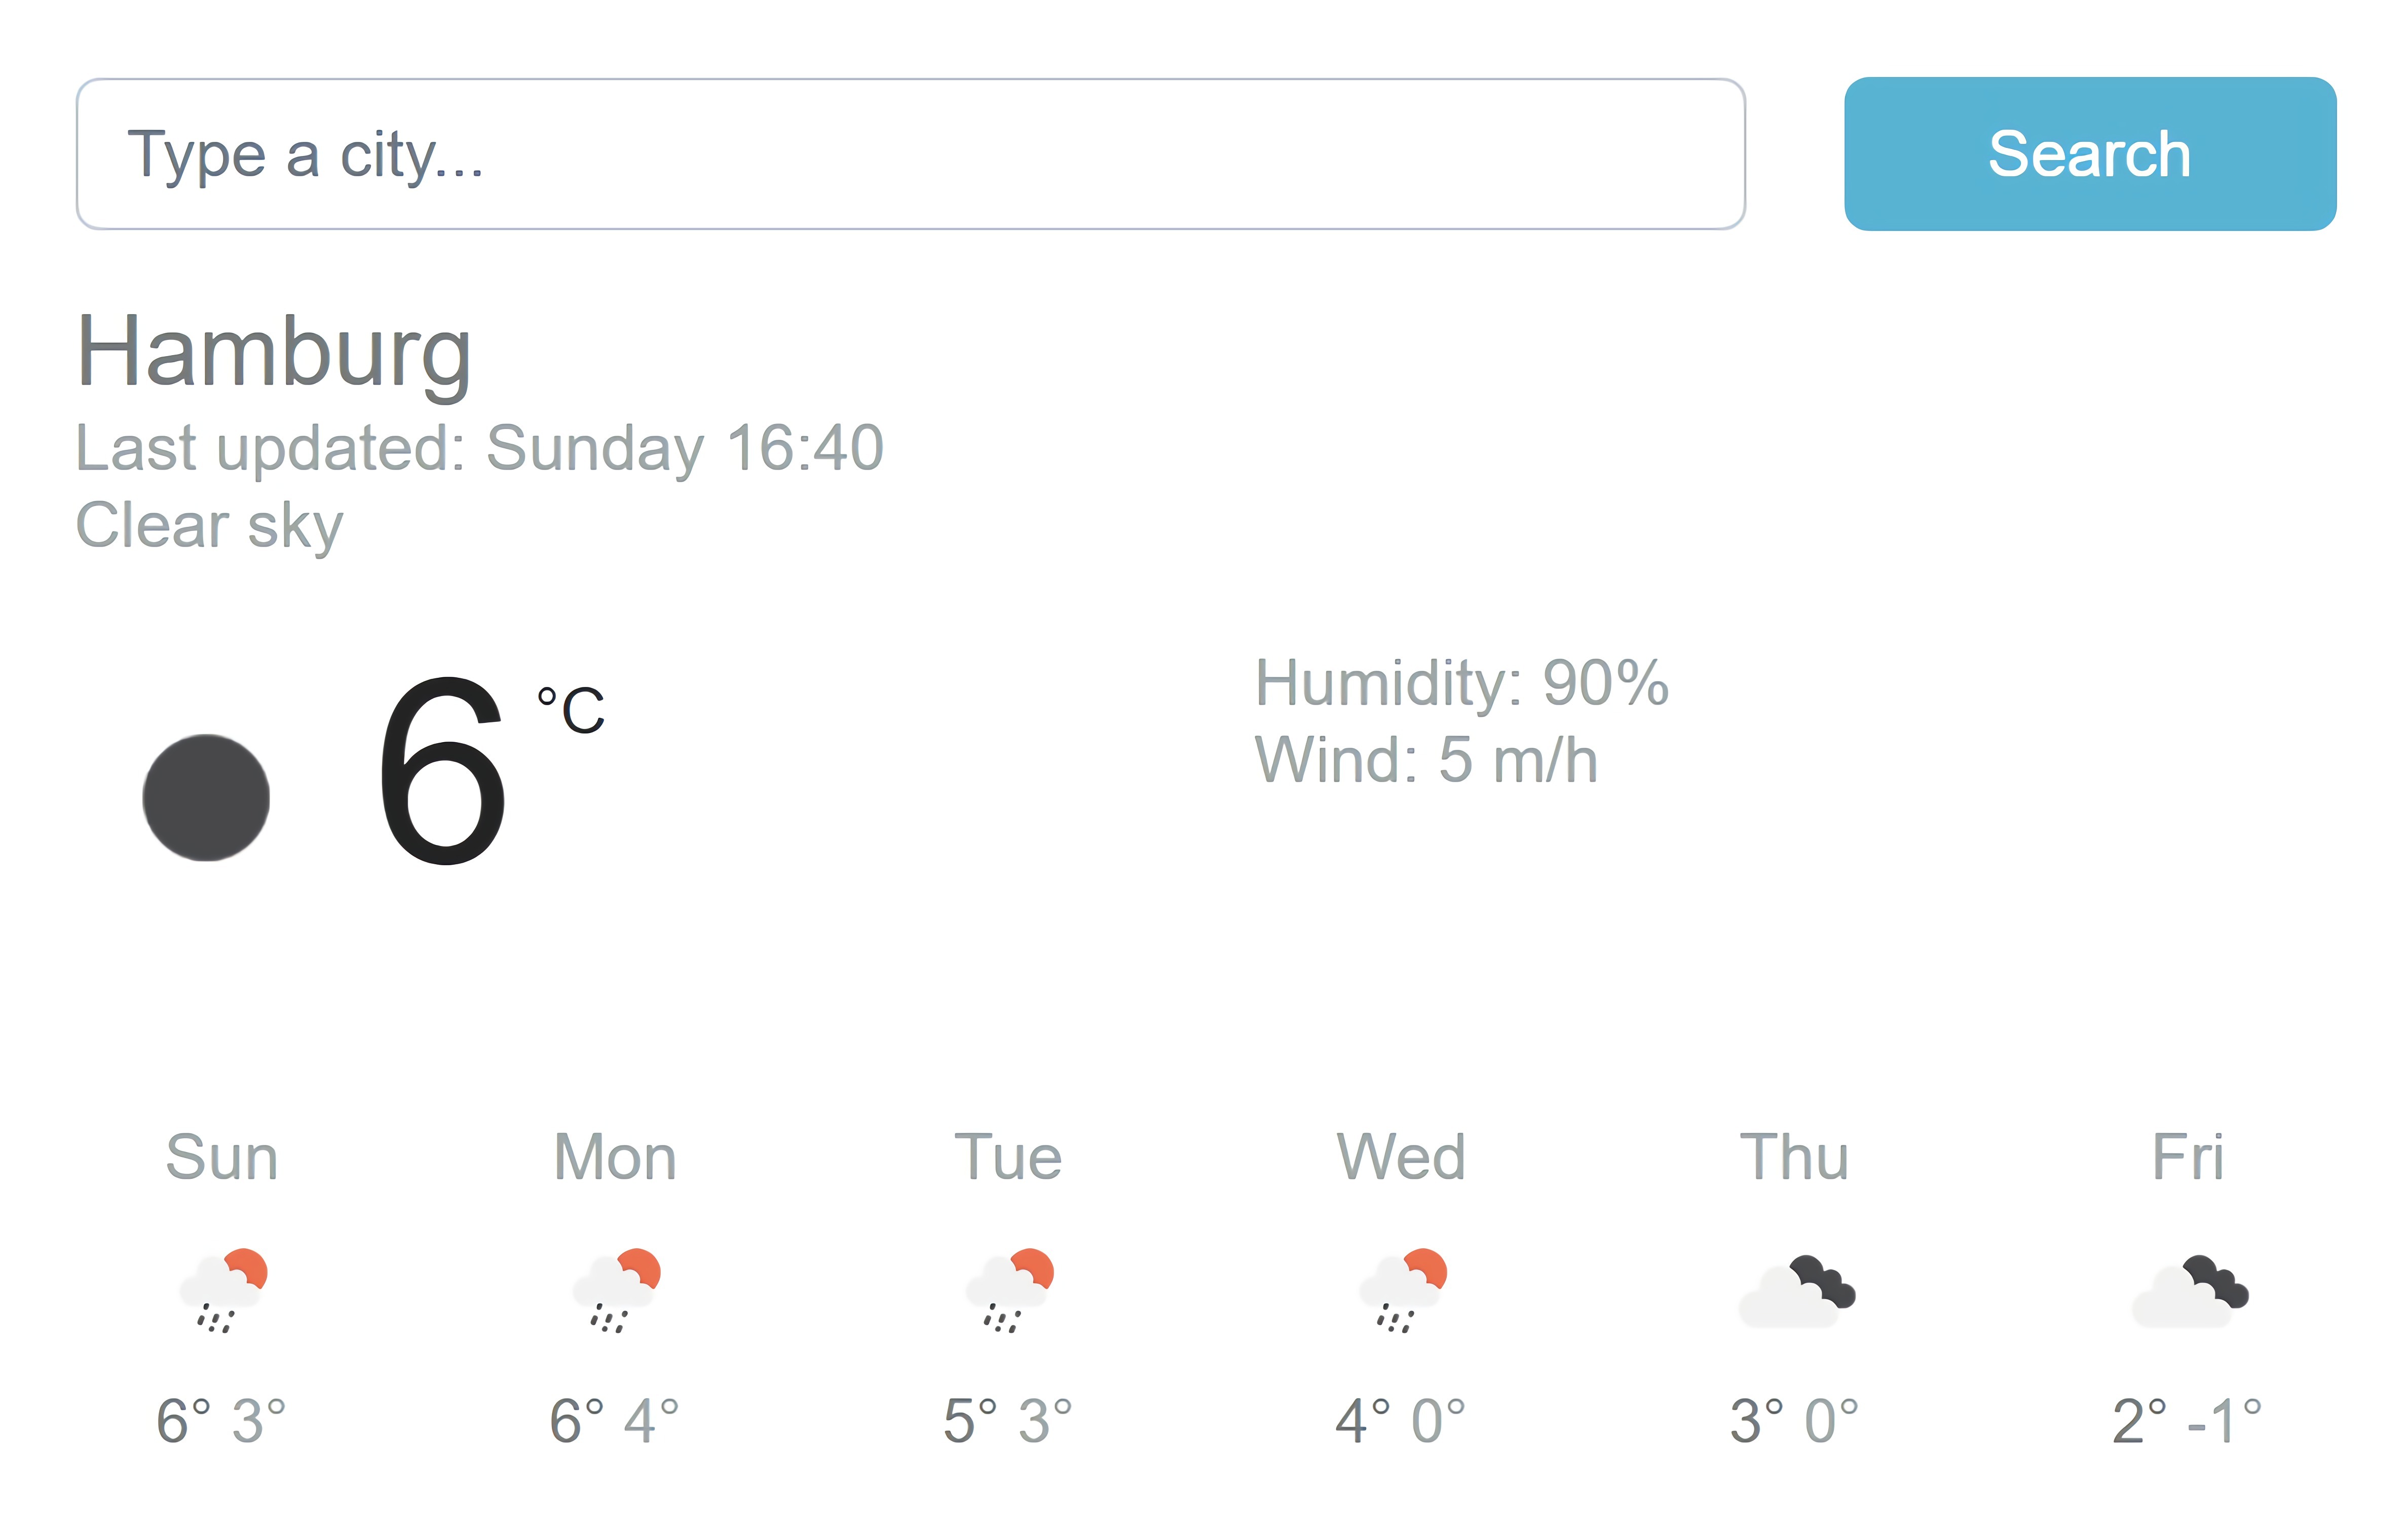 Type a city...
Search
Hamburg
Last updated: Sunday 16:40
Clear sky
6 °C
Humidity: 90%
Wind: 5 m/h
Sun Mon Tue Wed Thu Fri
6° 3° 6° 4° 5° 3° 4° 0° 3° 0° 2° -1°